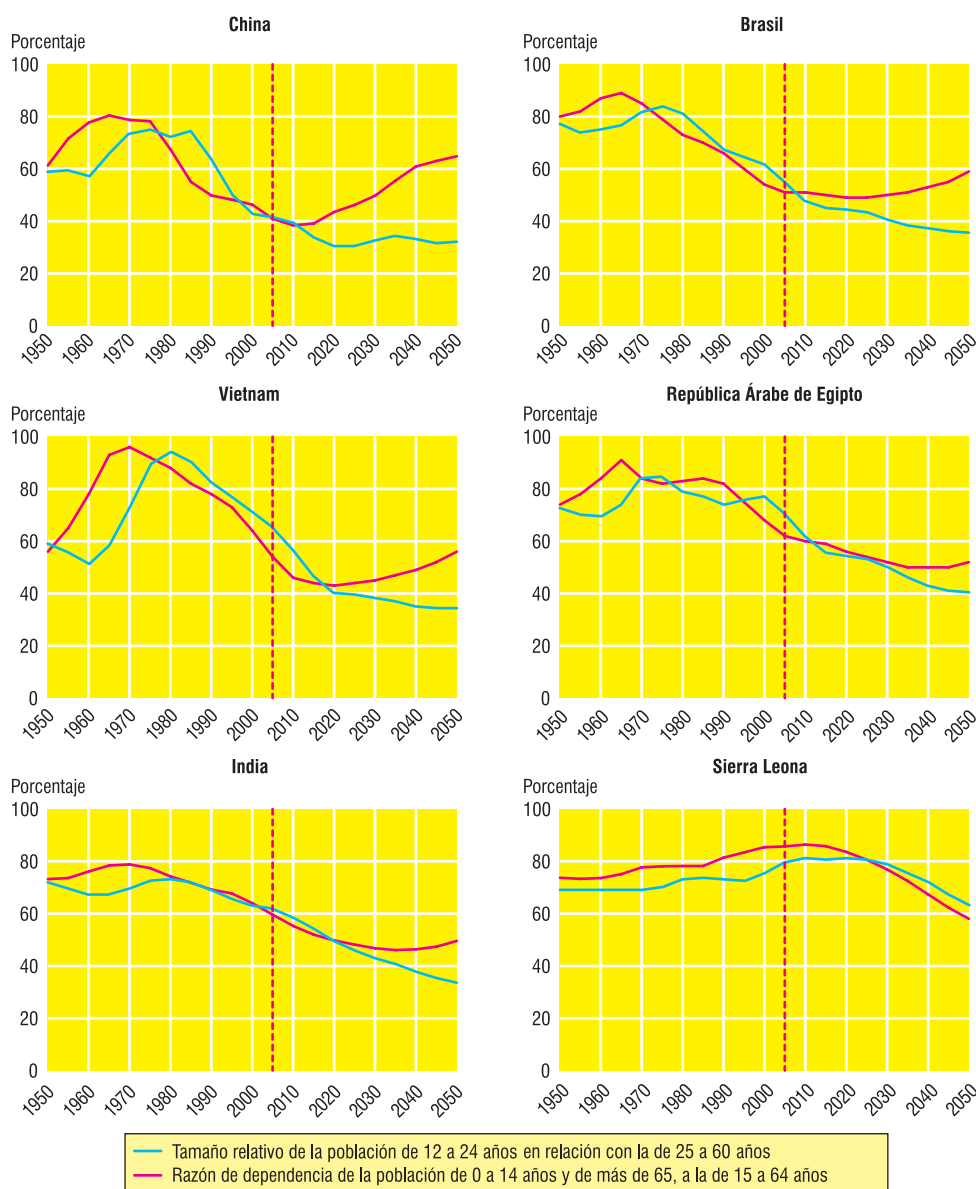 China
Porcentaje
100
80
60
40
20
0
1950 1960 1970 1980 1990 2000 2010 2020 2030 2040 2050
Brasil
Porcentaje
100
80
60
40
20
0
1950 1960 1970 1980 1990 2000 2010 2020 2030 2040 2050
Vietnam
Porcentaje
100
80
60
40
20
0
1950 1960 1970 1980 1990 2000 2010 2020 2030 2040 2050
República Árabe de Egipto
Porcentaje
100
80
60
40
20
0
1950 1960 1970 1980 1990 2000 2010 2020 2030 2040 2050
India
Porcentaje
100
80
60
40
20
0
1950 1960 1970 1980 1990 2000 2010 2020 2030 2040 2050
Sierra Leona
Porcentaje
100
80
60
40
20
0
1950 1960 1970 1980 1990 2000 2010 2020 2030 2040 2050
Tamaño relativo de la población de 12 a 24 años en relación con la de 25 a 60 años
Razón de dependencia de la población de 0 a 14 años y de más de 65, a la de 15 a 64 años